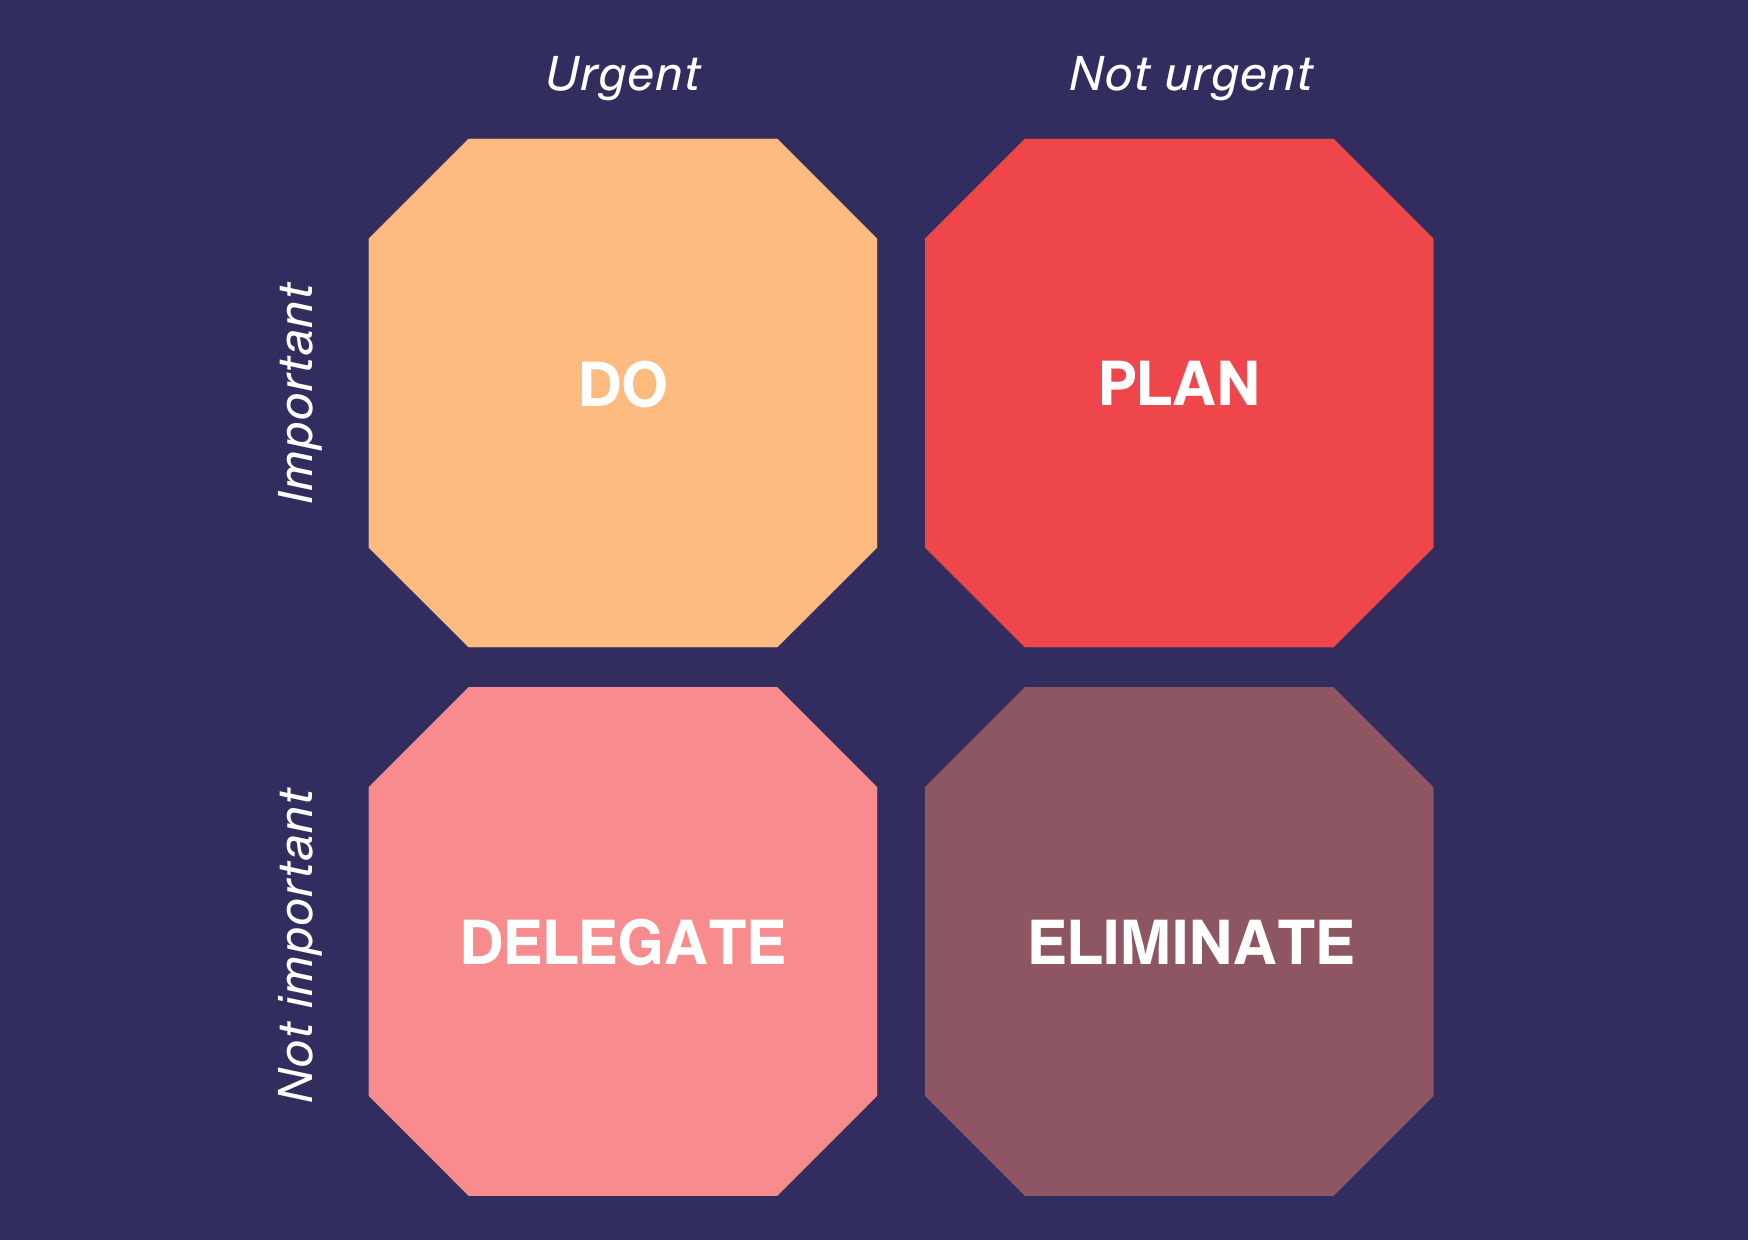 Urgent
Not urgent
Important
DO
PLAN
Not important
DELEGATE
ELIMINATE